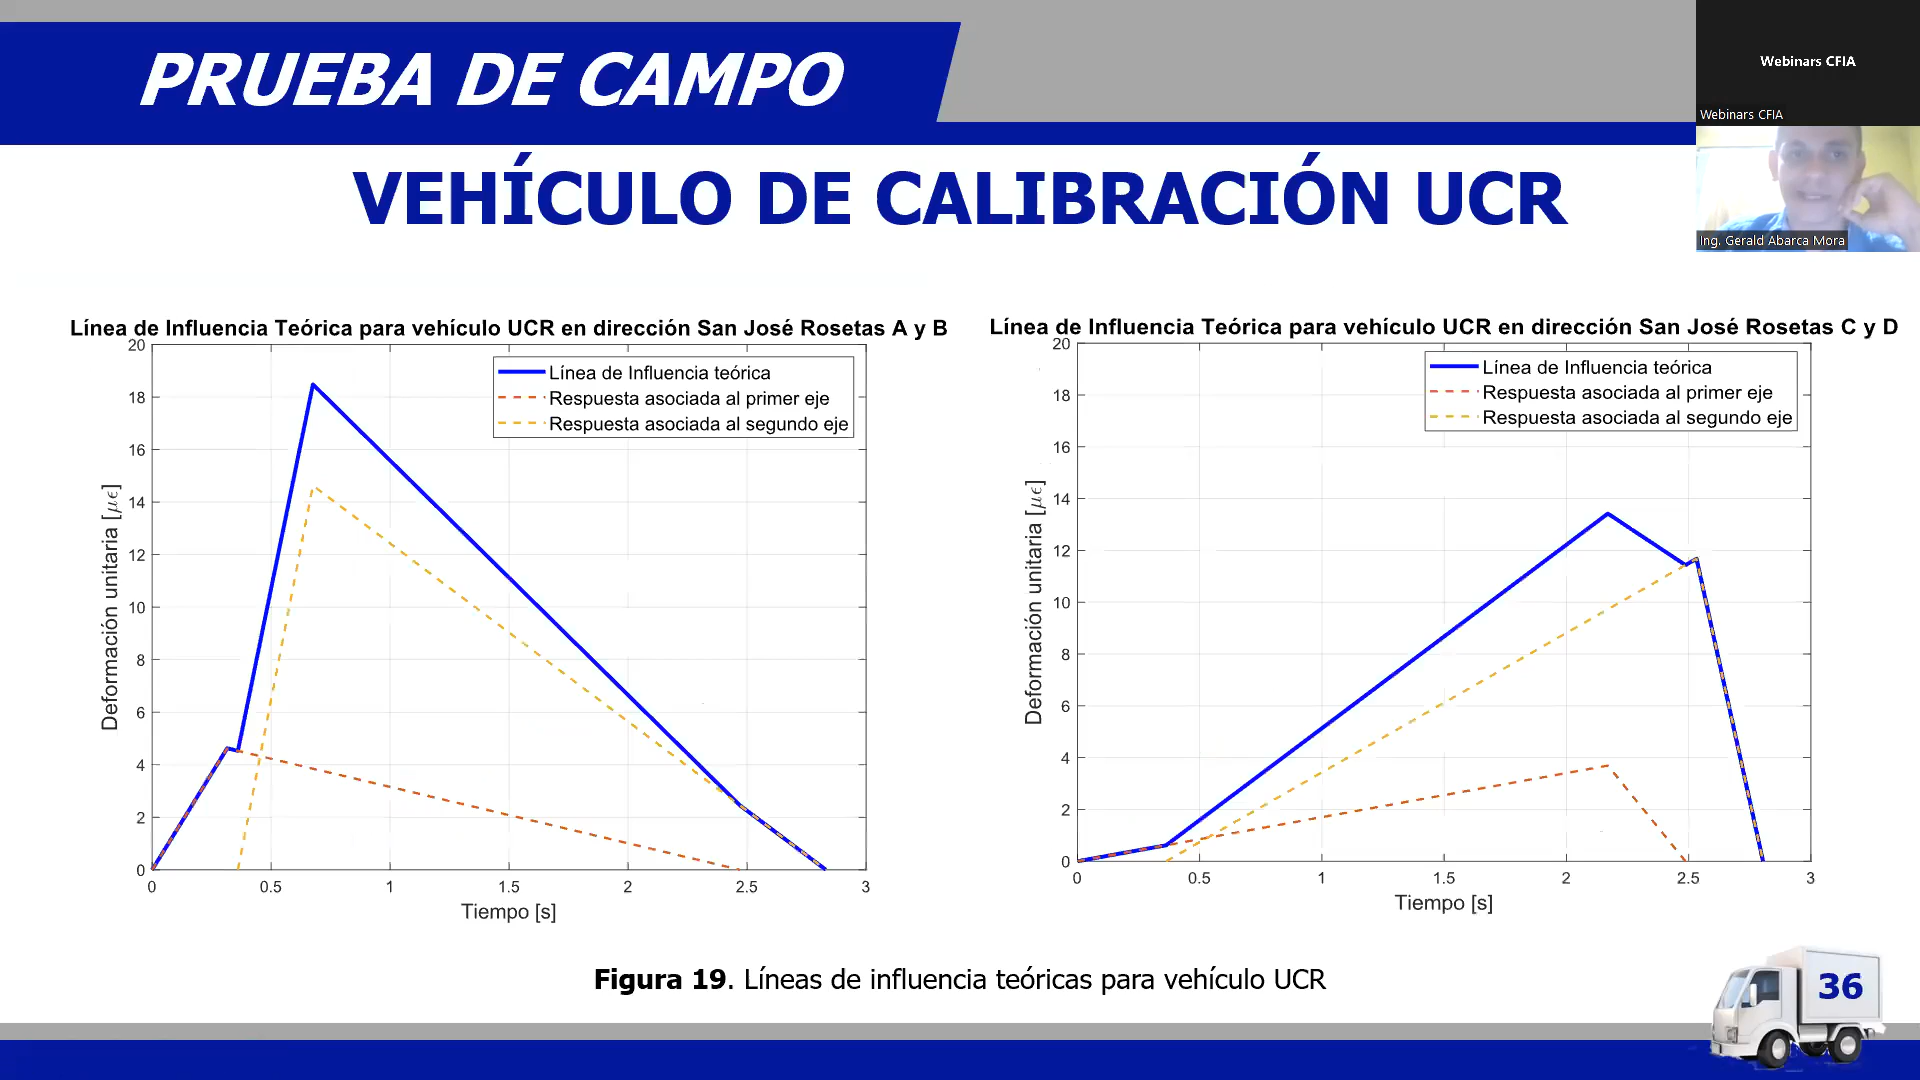 PRUEBA DE CAMPO
Webinars CFIA
Webinars CFIA
Ing. Gerald Abarca Mora
VEHÍCULO DE CALIBRACIÓN UCR
Línea de Influencia Teórica para vehículo UCR en dirección San José Rosetas A y B
Línea de Influencia teórica
Respuesta asociada al primer eje
Respuesta asociada al segundo eje
Deformación unitaria [με]
20
18
16
14
12
10
8
6
4
2
0
0 0.5 1 1.5 2 2.5 3
Tiempo [s]
Línea de Influencia Teórica para vehículo UCR en dirección San José Rosetas C y D
Línea de Influencia teórica
Respuesta asociada al primer eje
Respuesta asociada al segundo eje
Deformación unitaria [με]
20
18
16
14
12
10
8
6
4
2
0
0 0.5 1 1.5 2 2.5 3
Tiempo [s]
Figura 19. Líneas de influencia teóricas para vehículo UCR
36